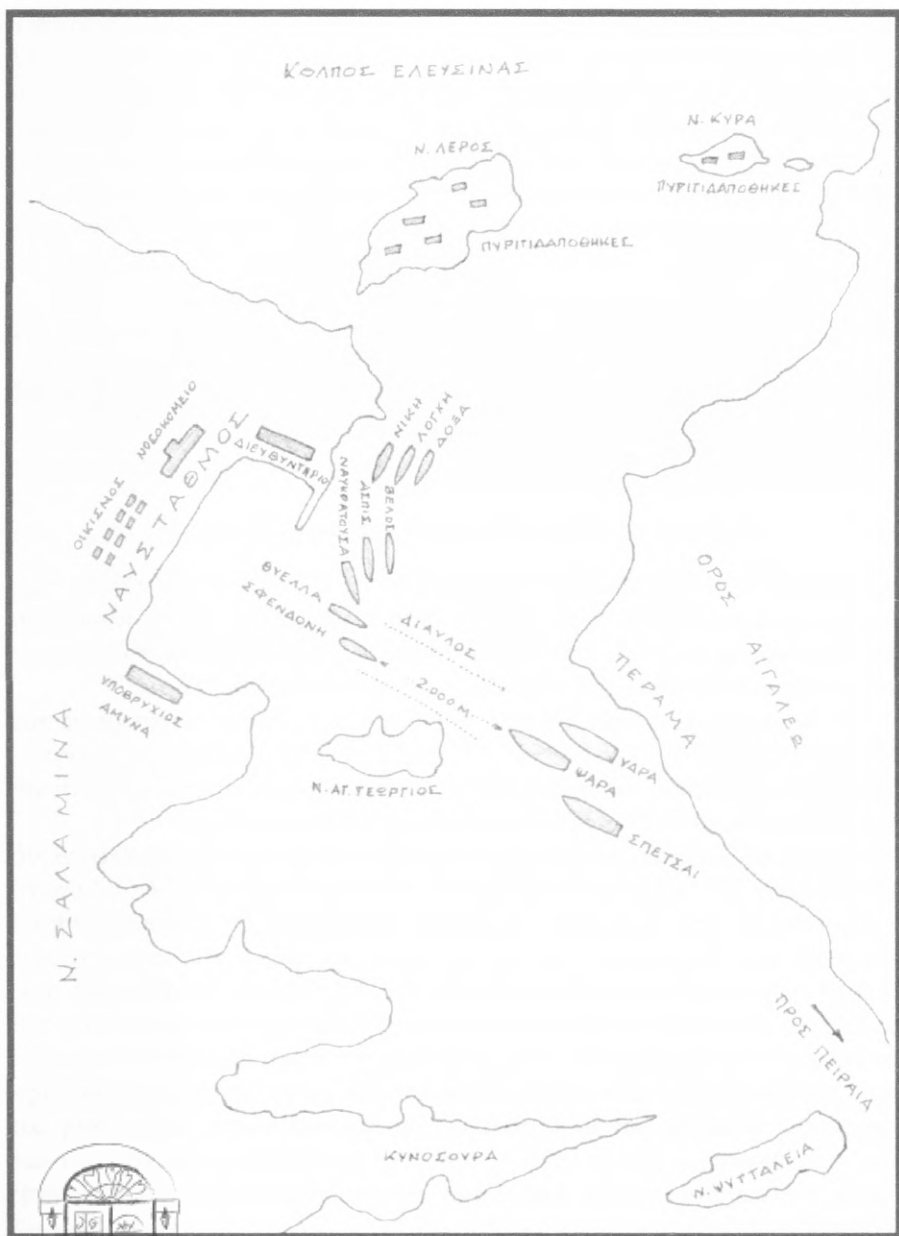 ΚΟΛΠΟΣ ΕΛΕΥΣΙΝΑΣ
Ν. ΚΥΡΑ
ΠΥΡΙΤΙΔΑΠΟΘΗΚΕΣ
Ν. ΛΕΡΟΣ
ΠΥΡΙΤΙΔΑΠΟΘΗΚΕΣ
ΝΟΣΟΚΟΜΕΙΟ
ΔΙΕΥΘΥΝΤΗΡΙΟ
ΟΙΚΙΣΜΟΣ
ΝΑΥΣΤΑΘΜΟΣ
ΝΙΚΗ
ΛΟΓΧΗ
ΔΟΞΑ
ΝΑΥΚΡΑΤΟΥΣΑ
ΑΣΠΙΣ
ΒΕΛΟΣ
ΘΥΕΛΛΑ
ΣΦΕΝΔΟΝΗ
ΔΙΑΥΛΟΣ
2.000 Μ
ΟΡΟΣ ΑΙΓΑΛΕΩ
ΠΕΡΑΜΑ
ΥΠΟΒΡΥΧΙΟΣ
ΑΜΥΝΑ
Ν. ΑΓ. ΓΕΩΡΓΙΟΣ
ΥΔΡΑ
ΨΑΡΑ
ΣΠΕΤΣΑΙ
Ν. ΣΑΛΑΜΙΝΑ
ΠΡΟΣ ΠΕΙΡΑΙΑ
ΚΥΝΟΣΟΥΡΑ
Ν. ΨΥΤΤΑΛΕΙΑ